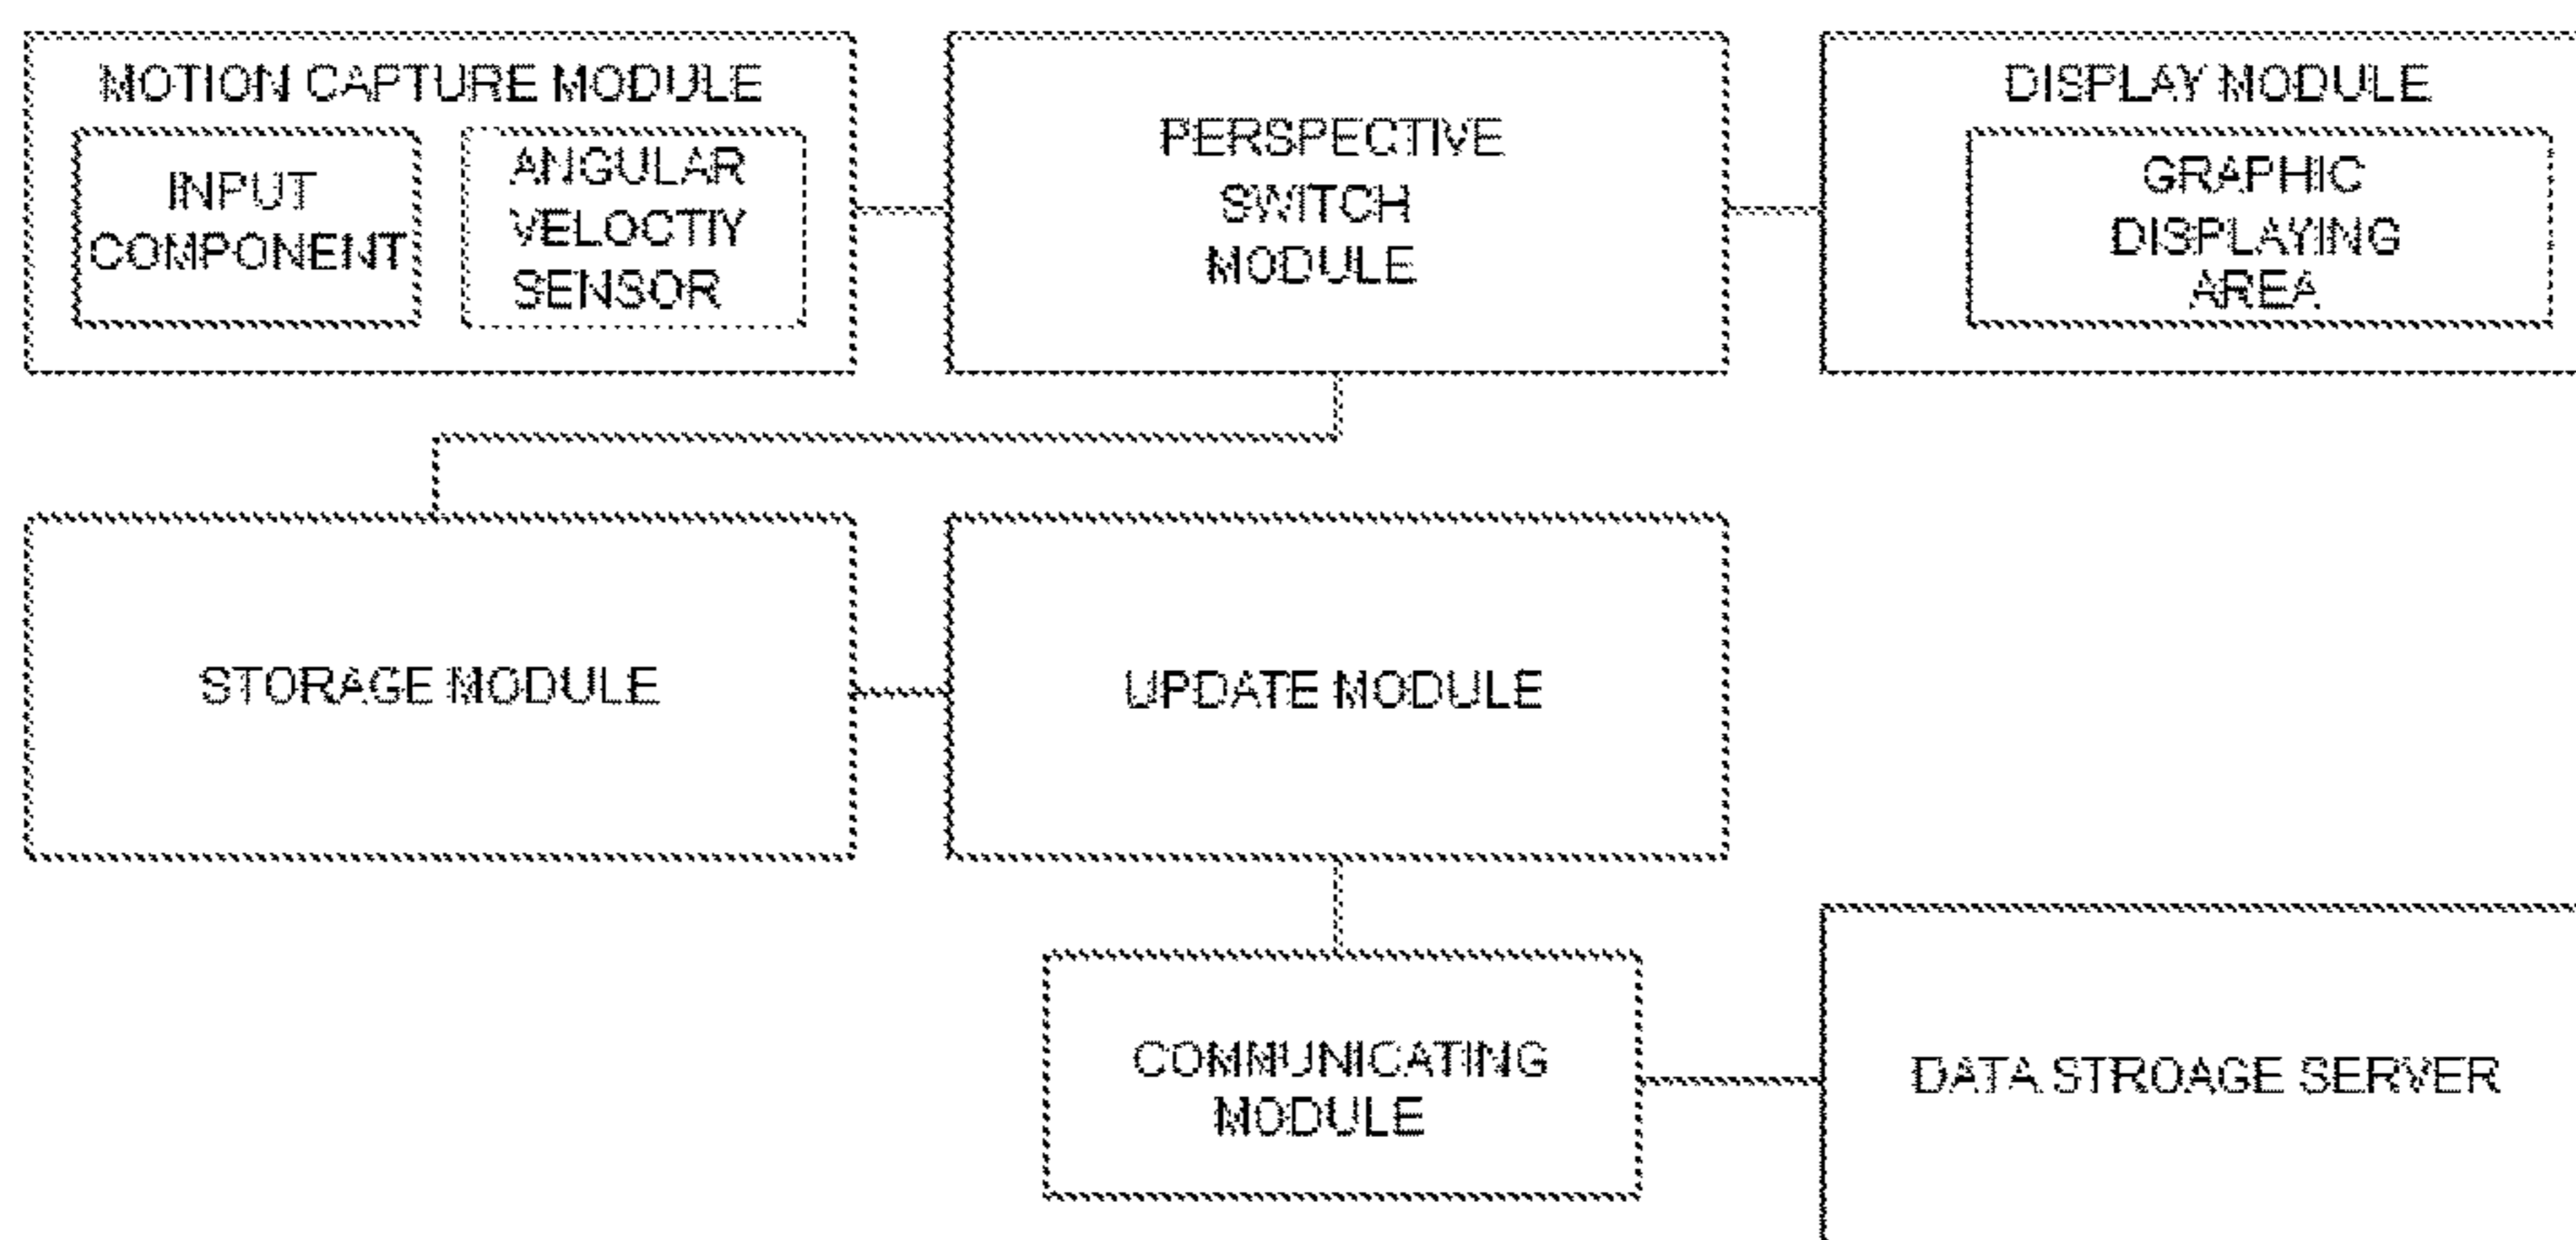 MOTION CAPTURE MODULE
INPUT
COMPONENT
ANGULAR
VELOCTIY
SENSOR
PERSPECTIVE
SWITCH
MODULE
DISPLAY MODULE
GRAPHIC
DISPLAYING
AREA
STORAGE MODULE
UPDATE MODULE
COMMUNICATING
MODULE
DATA STROAGE SERVER